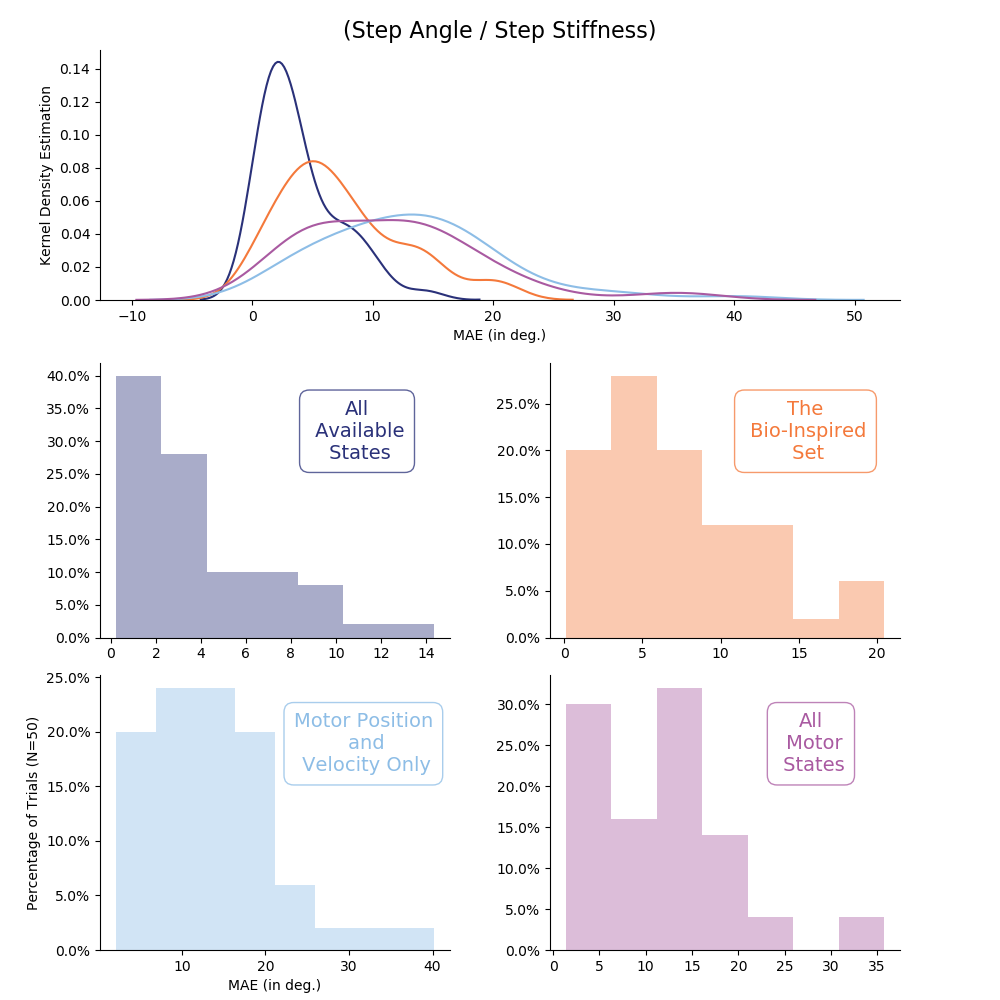 (Step Angle / Step Stiffness)
Kernel Density Estimation
0.14
0.12
0.10
0.08
0.06
0.04
0.02
0.00
−10 0 10 20 30 40 50
MAE (in deg.)
40.0%
35.0%
30.0%
25.0%
20.0%
15.0%
10.0%
5.0%
0.0%
0 2 4 6 8 10 12 14
All
Available
States
25.0%
20.0%
15.0%
10.0%
5.0%
0.0%
0 5 10 15 20
The
Bio-Inspired
Set
Percentage of Trials (N=50)
25.0%
20.0%
15.0%
10.0%
5.0%
0.0%
10 20 30 40
MAE (in deg.)
Motor Position
and
Velocity Only
30.0%
25.0%
20.0%
15.0%
10.0%
5.0%
0.0%
0 5 10 15 20 25 30 35
All
Motor
States